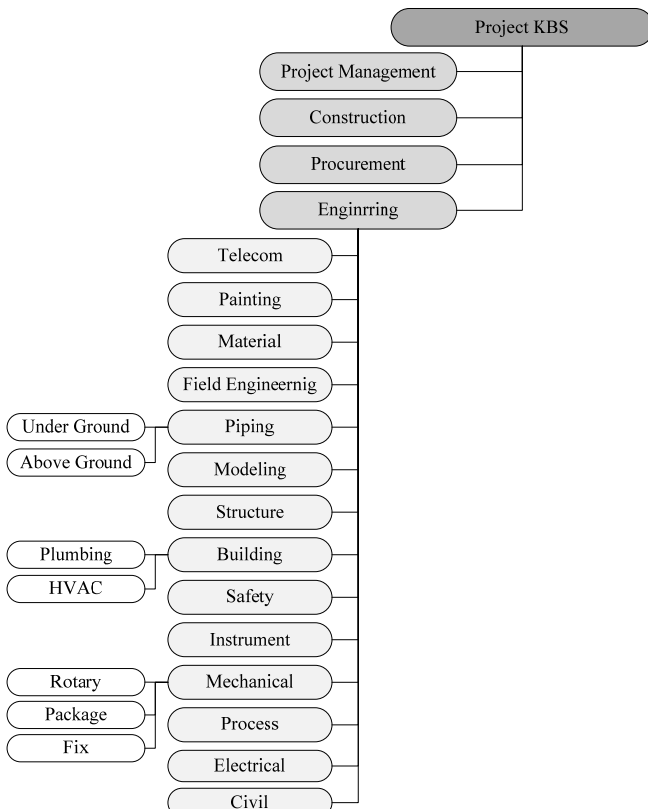 Project KBS
Project Management
Construction
Procurement
Enginrring
Telecom
Painting
Material
Field Engineernig
Under Ground
Piping
Above Ground
Modeling
Structure
Plumbing
Building
HVAC
Safety
Instrument
Rotary
Mechanical
Package
Process
Fix
Electrical
Civil